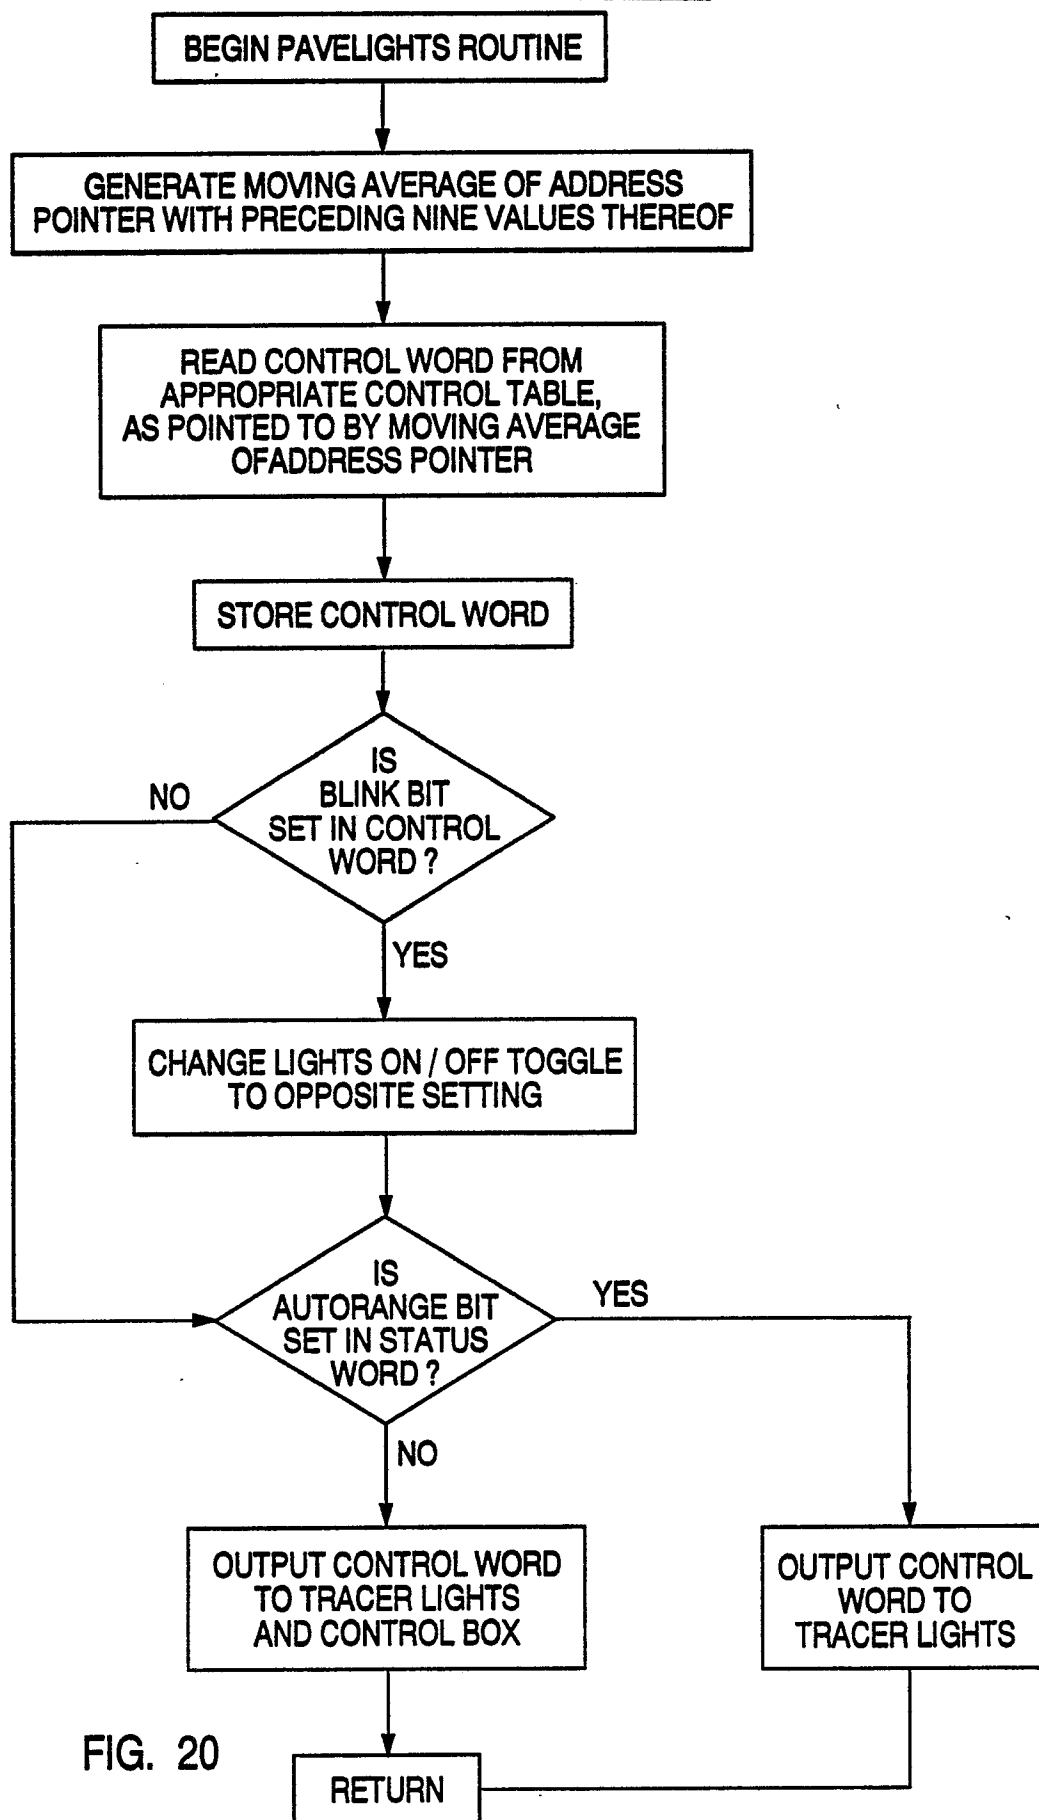 BEGIN PAVELIGHTS ROUTINE
GENERATE MOVING AVERAGE OF ADDRESS
POINTER WITH PRECEDING NINE VALUES THEREOF
READ CONTROL WORD FROM
APPROPRIATE CONTROL TABLE,
AS POINTED TO BY MOVING AVERAGE
OFADDRESS POINTER
STORE CONTROL WORD
IS
BLINK BIT
SET IN CONTROL
WORD ?
NO
YES
CHANGE LIGHTS ON / OFF TOGGLE
TO OPPOSITE SETTING
IS
AUTORANGE BIT
SET IN STATUS
WORD ?
YES
NO
OUTPUT CONTROL WORD
TO TRACER LIGHTS
AND CONTROL BOX
OUTPUT CONTROL
WORD TO
TRACER LIGHTS
RETURN
FIG. 20